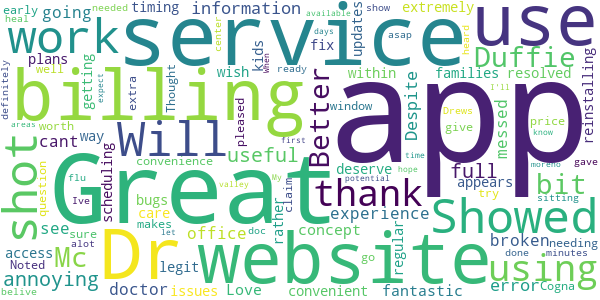 early needed timing information extremely heal available asap show
going days center heard I'll when
work service use
definitely plans getting well extra Thought wish fix kids updates within families resolved reinstalling
billing app Duffie
Despite window Drews ready first expect
shot worth way pleased Better price know
cant Will useful thank full give messed
convenience scheduling deserve appears try gave
areas question flu Great bit
sure bugs claim experience time moreno
see Ive care rather hope
makes office concept regular broken needing sitting
Mc Dr website Showed
access alot doc My go done minutes
annoying Noted legit valley potential using
doctor issues Love let convenient fantastic error Cogna
belive